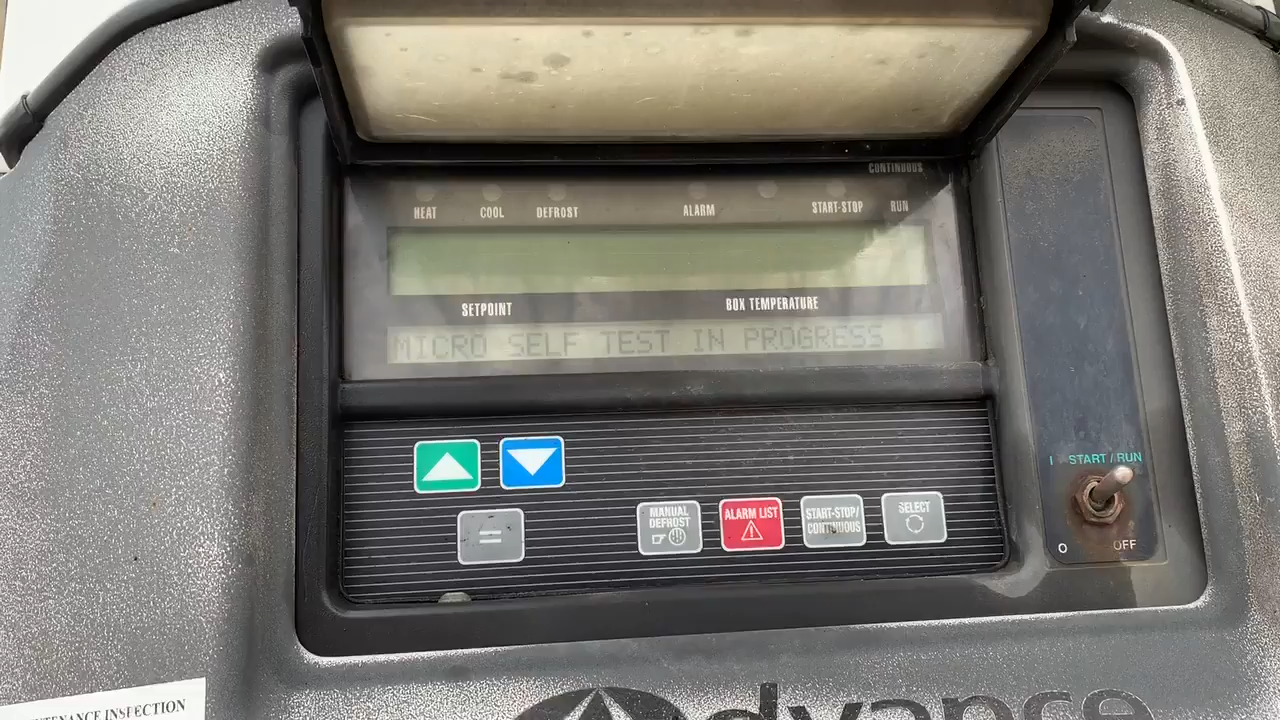 CONTINUOUS
HEAT COOL DEFROST ALARM START-STOP RUN
SETPOINT BOX TEMPERATURE
MICRO SELF TEST IN PROGRESS
I START / RUN
MANUAL DEFROST
ALARM LIST
START-STOP/
CONTINUOUS
SELECT
=
O OFF
INSPECTION
dvance